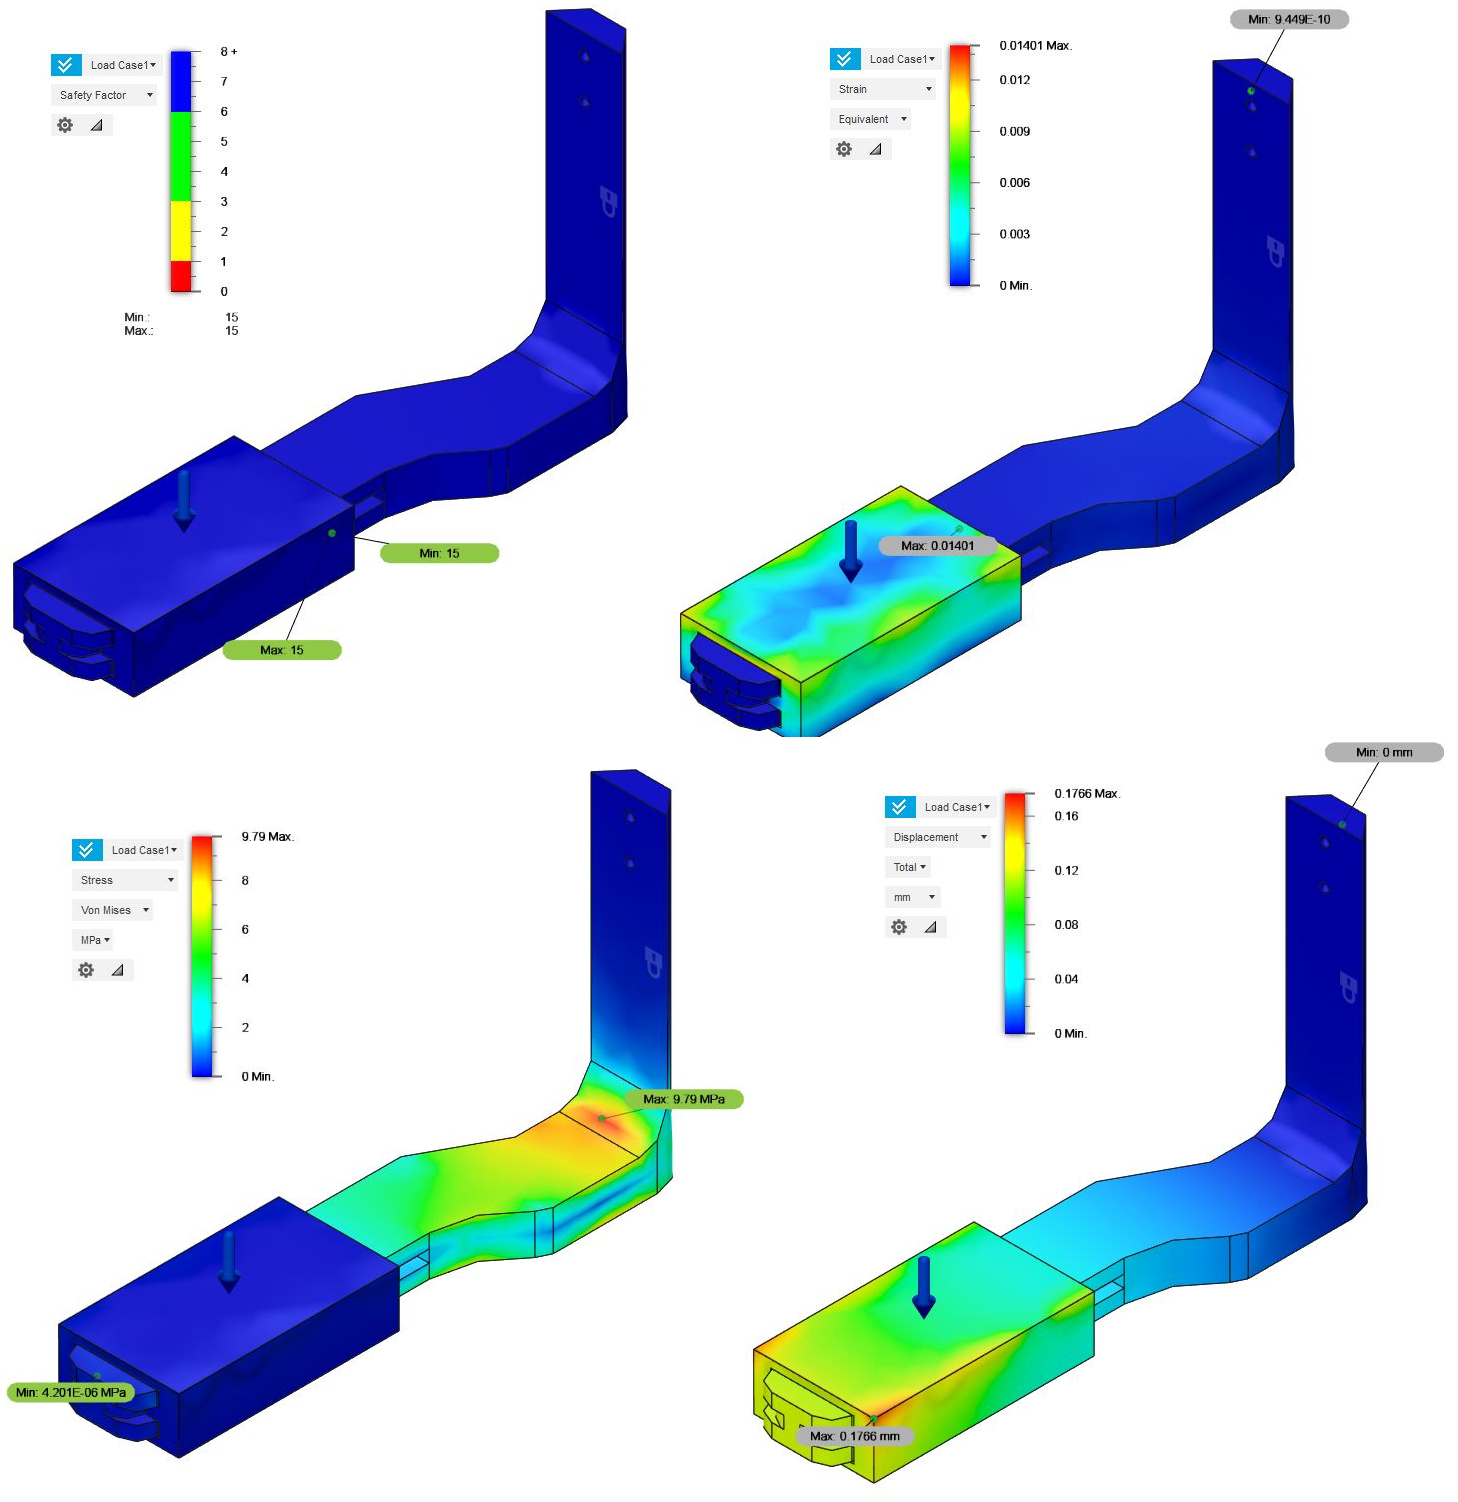 Load Case1
Safety Factor
8 +
7
6
5
4
3
2
1
0
Min.: 15
Max.: 15
Min: 15
Max: 15
Load Case1
Strain
Equivalent
0.01401 Max.
0.012
0.009
0.006
0.003
0 Min.
Min: 9.449E-10
Max: 0.01401
Load Case1
Stress
Von Mises
MPa
9.79 Max.
8
6
4
2
0 Min.
Max: 9.79 MPa
Min: 4.201E-06 MPa
Load Case1
Displacement
Total
mm
0.1766 Max.
0.16
0.12
0.08
0.04
0 Min.
Min: 0 mm
Max: 0.1766 mm